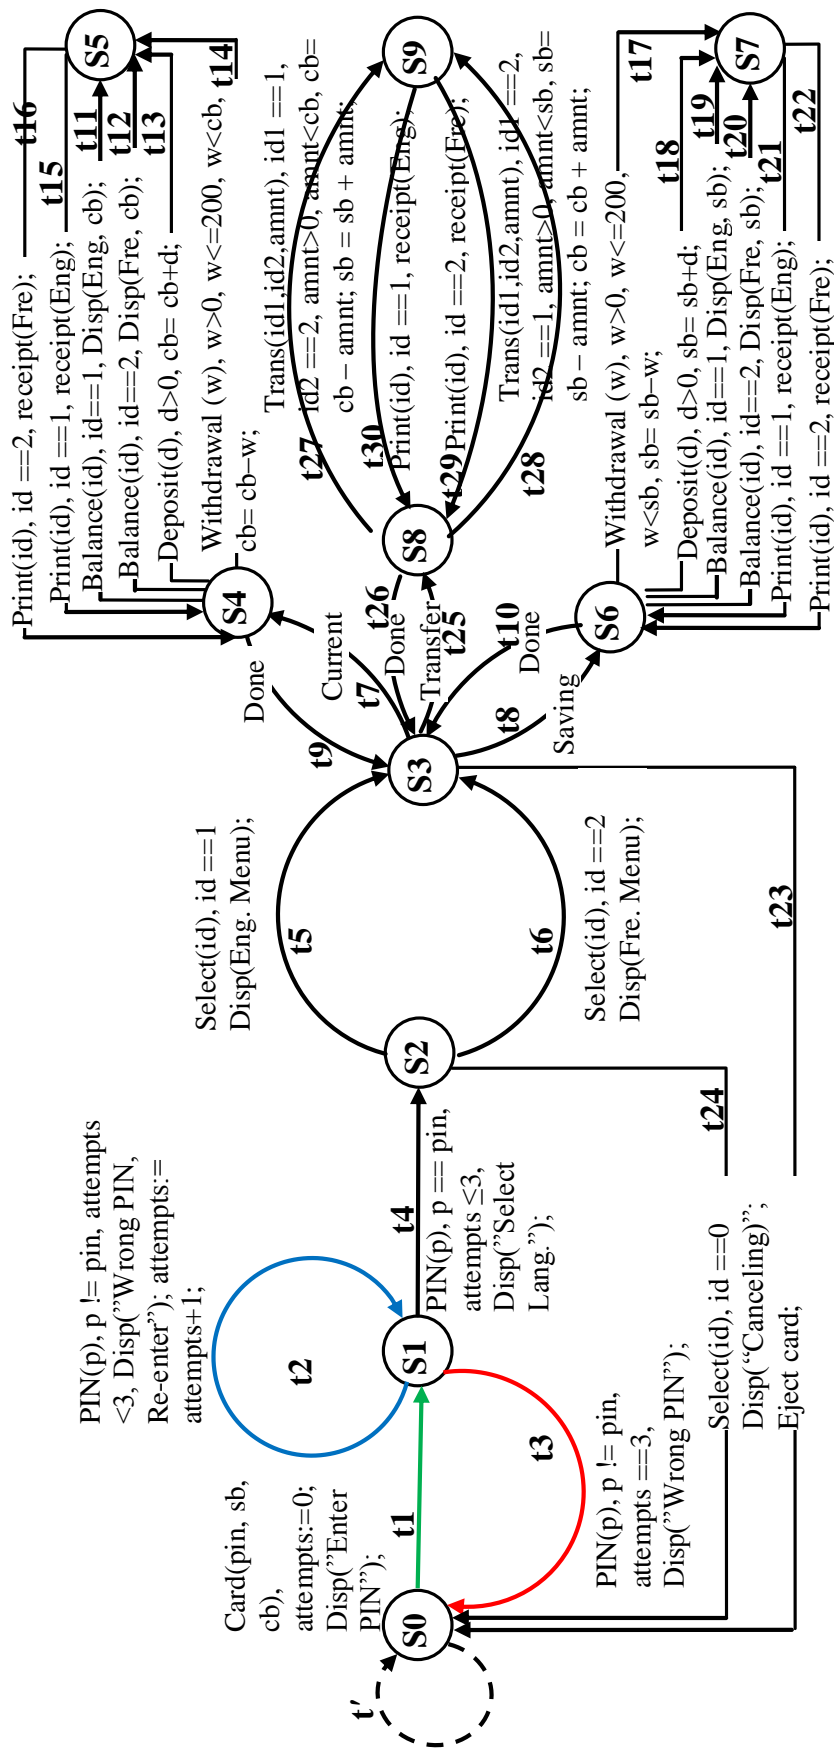 t'
S0
t1
Card(pin, sb,
cb),
attempts:=0;
Disp("Enter
PIN");
S1
t2
PIN(p), p != pin, attempts
<3, Disp("Wrong PIN,
Re-enter"); attempts:=
attempts+1;
t3
PIN(p), p != pin,
attempts ==3,
Disp("Wrong PIN");
t4
PIN(p), p == pin,
attempts ≤3,
Disp("Select
Lang.");
S2
t24
Select(id), id ==0
Disp("Canceling)":
Eject card;
t23
t5
Select(id), id ==1
Disp(Eng. Menu);
t6
Select(id), id ==2
Disp(Fre. Menu);
S3
t9
Done
t7
Current
t26
Done
Transfer
t25
t10
Done
t8
Saving
S4
Print(id), id ==2, receipt(Fre);
t16
Print(id), id ==1, receipt(Eng);
t15
Balance(id), id==1, Disp(Eng, cb);
t11
Balance(id), id==2, Disp(Fre, cb);
t12
Deposit(d), d>0, cb= cb+d;
t13
Withdrawal (w), w>0, w<=200, w<cb,
cb= cb−w;
t14
S5
S8
t27
Trans(id1,id2,amnt), id1 ==1,
id2 ==2, amnt>0, amnt<cb, cb=
cb − amnt; sb = sb + amnt;
t30
Print(id), id ==1, receipt(Eng);
t29
Print(id), id ==2, receipt(Fre);
t28
Trans(id1,id2,amnt), id1 ==2,
id2 ==1, amnt>0, amnt<sb, sb=
sb − amnt; cb = cb + amnt;
S9
S6
Withdrawal (w), w>0, w<=200,
w<sb, sb= sb−w;
t17
Deposit(d), d>0, sb= sb+d;
t18
Balance(id), id==1, Disp(Eng, sb);
t19
Balance(id), id==2, Disp(Fre, sb);
t20
Print(id), id ==1, receipt(Eng);
t21
Print(id), id ==2, receipt(Fre);
t22
S7